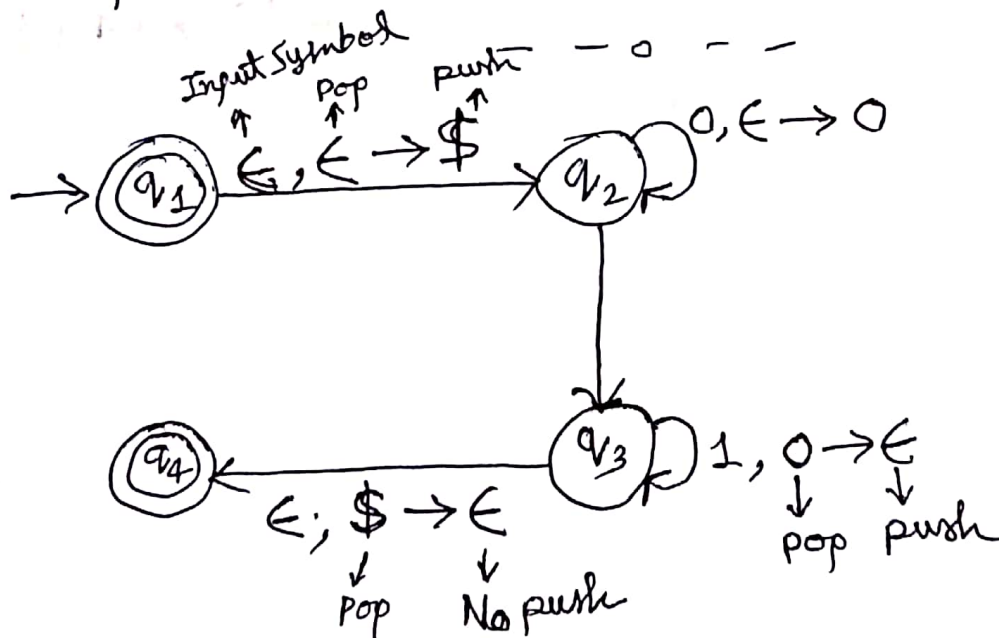 Input Symbol
pop
push
— — o — —
ϵ, ϵ → $
0, ϵ → 0
q1
q2
q3
1, 0 → ϵ
pop push
q4
ϵ, $ → ϵ
Pop No push